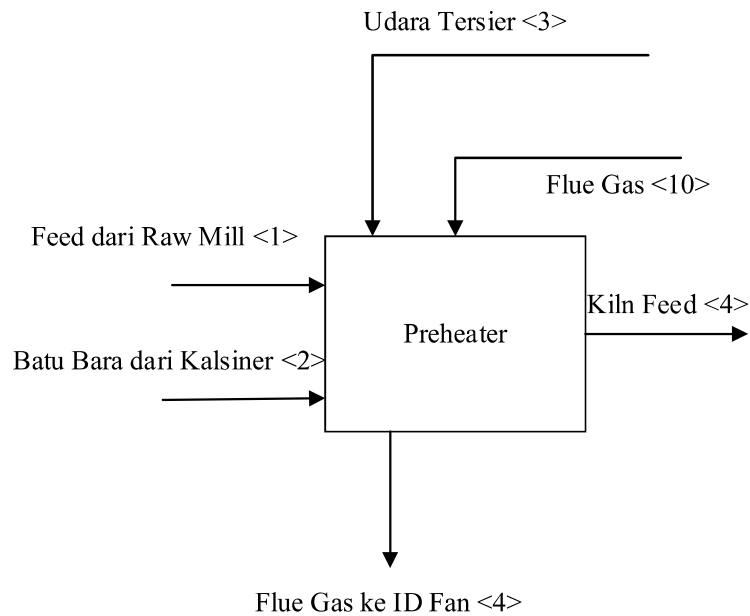 Udara Tersier <3>
Flue Gas <10>
Feed dari Raw Mill <1>
Kiln Feed <4>
Preheater
Batu Bara dari Kalsiner <2>
Flue Gas ke ID Fan <4>